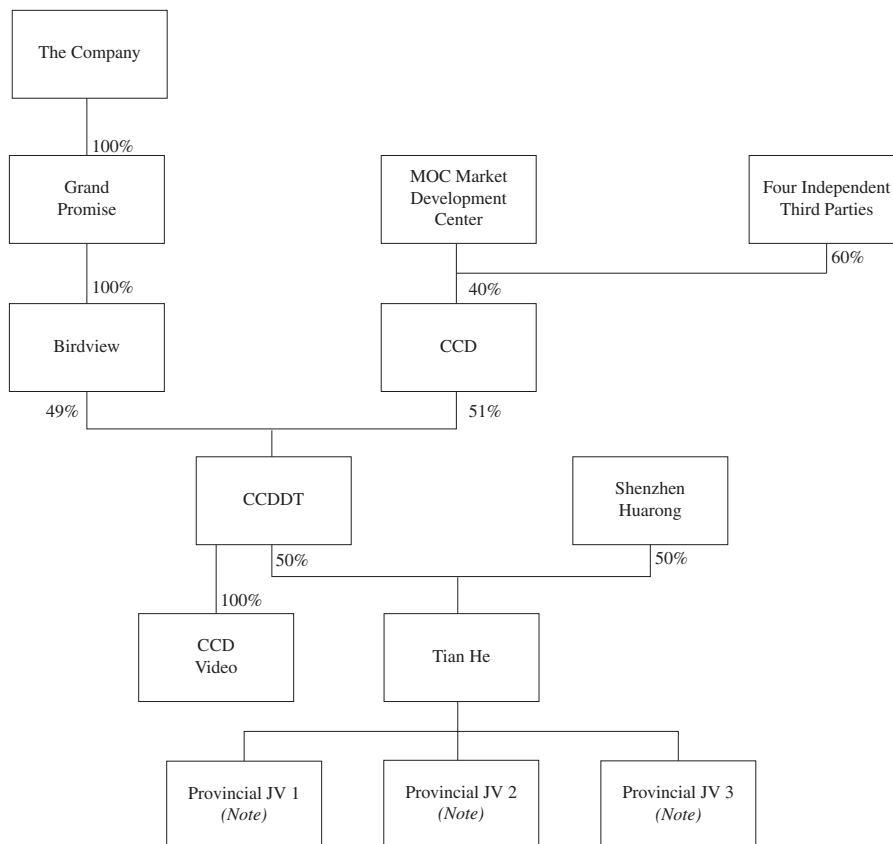 The Company
100%
Grand
Promise
MOC Market
Development
Center
Four Independent
Third Parties
60%
100%
40%
Birdview
CCD
49%
51%
CCDDT
Shenzhen
Huarong
50%
50%
100%
CCD
Video
Tian He
Provincial JV 1
(Note)
Provincial JV 2
(Note)
Provincial JV 3
(Note)